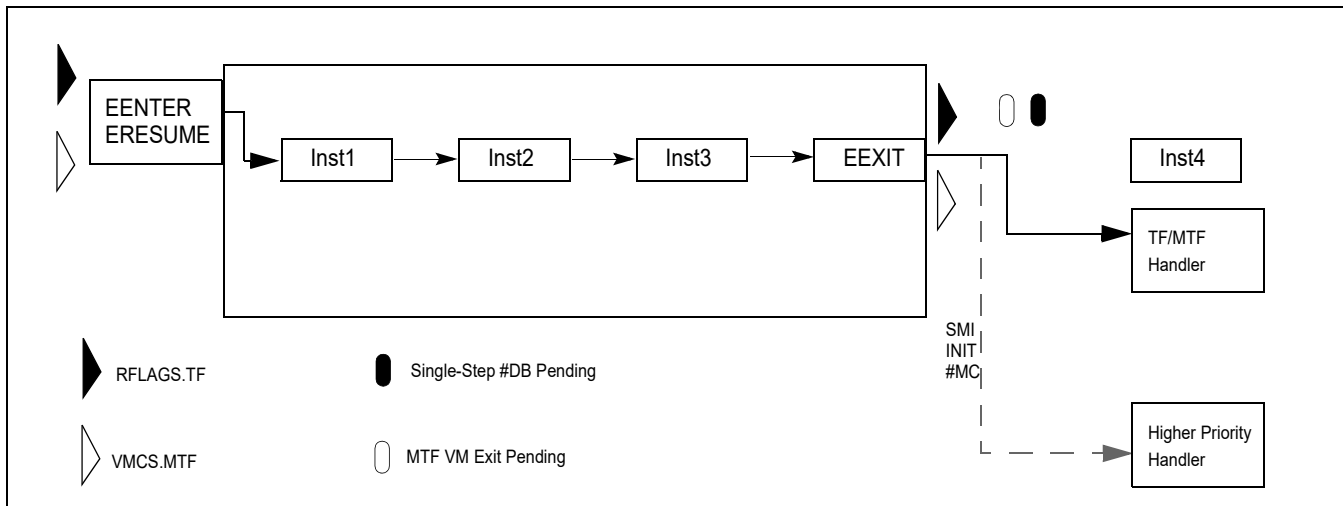 EENTER
ERESUME
Inst1
Inst2
Inst3
EEXIT
Inst4
TF/MTF
Handler
SMI
INIT
#MC
RFLAGS.TF
Single-Step #DB Pending
Higher Priority
Handler
VMCS.MTF
MTF VM Exit Pending